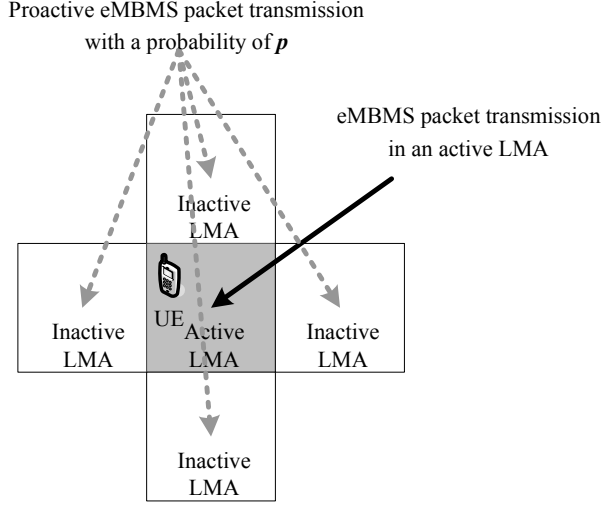 Proactive eMBMS packet transmission
with a probability of p
eMBMS packet transmission
in an active LMA
Inactive
LMA
UE
Inactive
LMA
Active
LMA
Inactive
LMA
Inactive
LMA